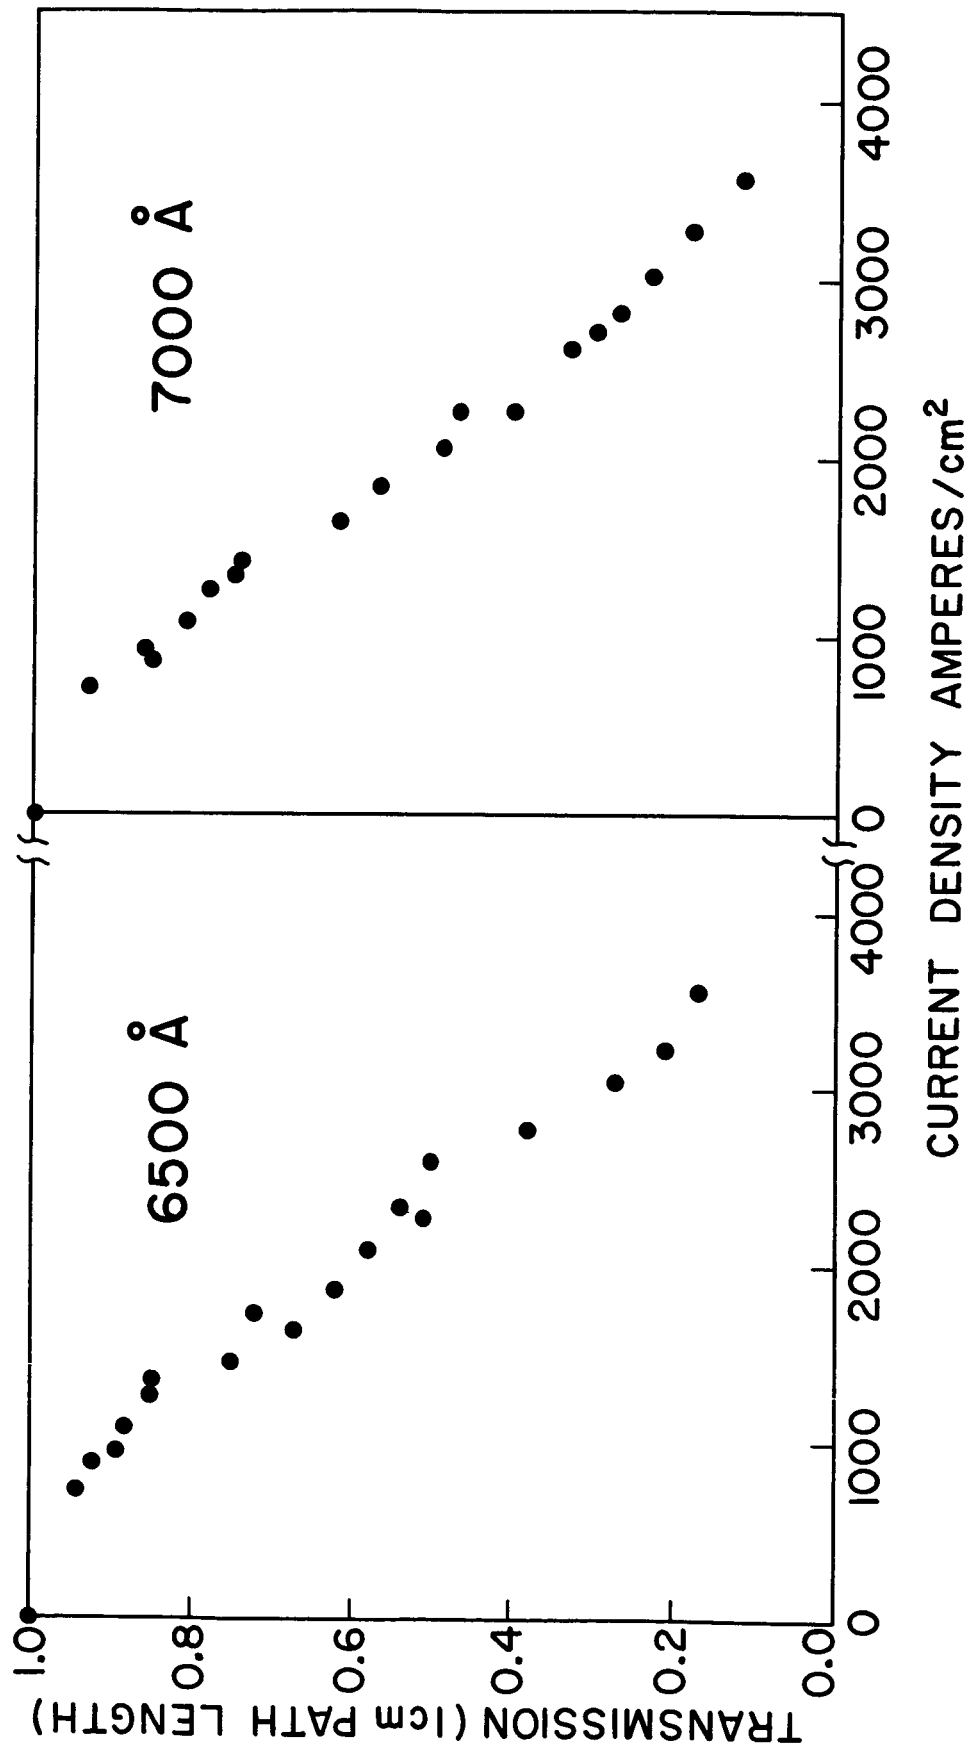 TRANSMISSION (1cm PATH LENGTH)
1.0
0.8
0.6
0.4
0.2
0.0
6500 Å
7000 Å
0 1000 2000 3000 4000 0 1000 2000 3000 4000
CURRENT DENSITY AMPERES/cm²